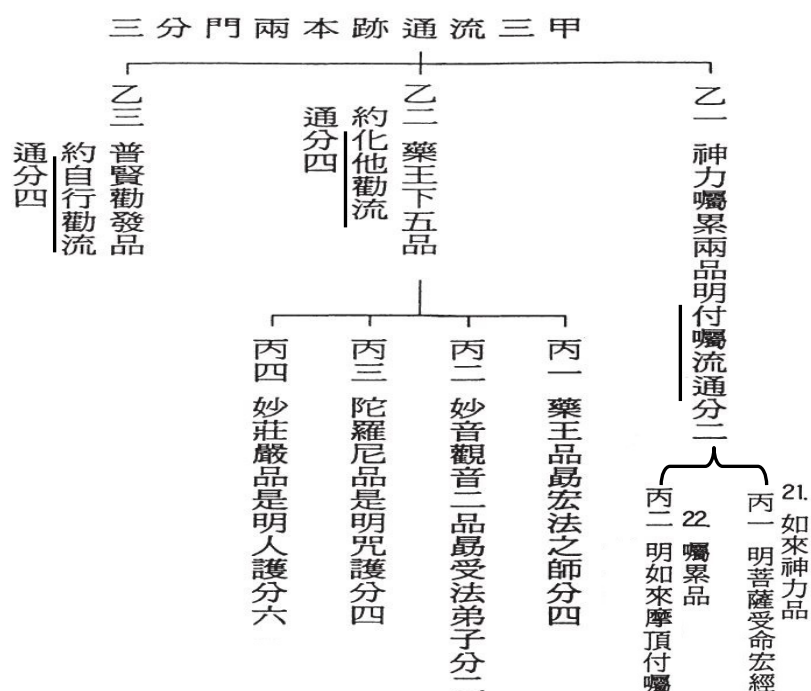 甲三流通跡本兩門分三
乙一 神力囑累兩品明付囑流通分二
21. 如來神力品
丙一 明菩薩受命宏經
22. 囑累品
丙二 明如來摩頂付囑
乙二 藥王下五品
約化他勸流
通分四
丙一 藥王品勗宏法之師分四
丙二 妙音觀音二品勗受法弟子分二
丙三 陀羅尼品是明咒護分四
丙四 妙莊嚴品是明人護分六
乙三 普賢勸發品
約自行勸流
通分四